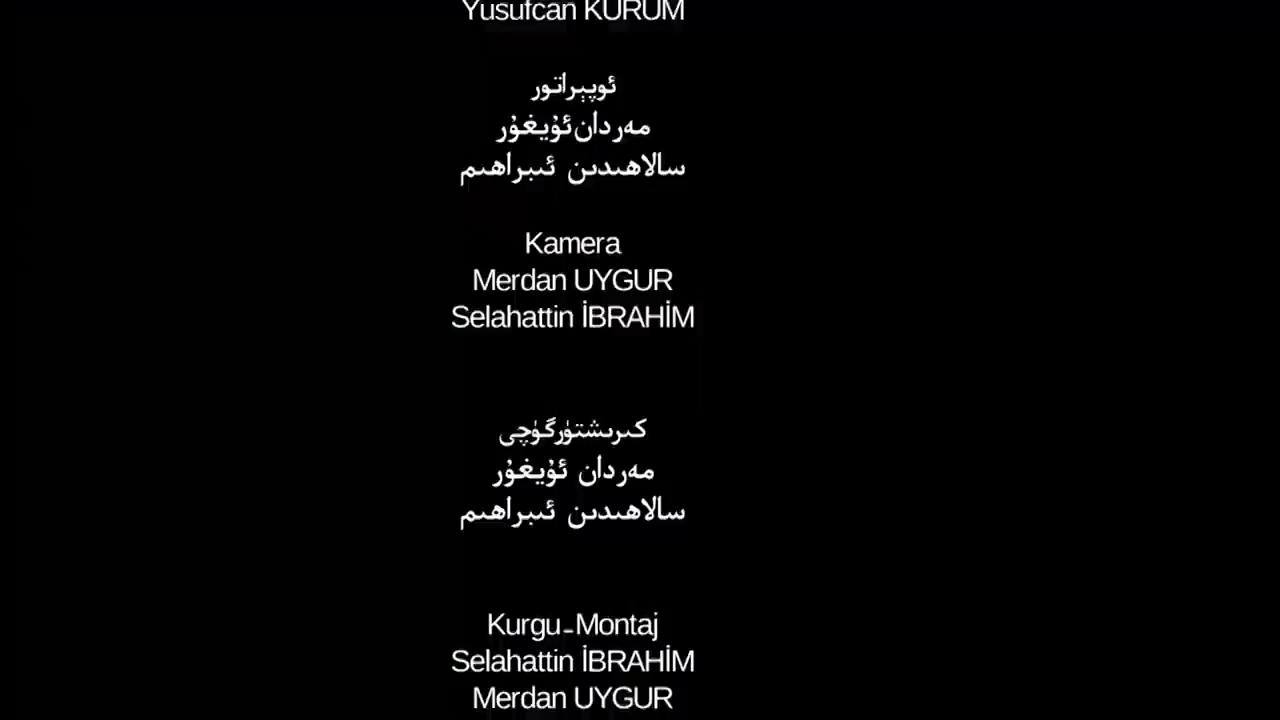 Yusufcan KURUM
ئوپېراتور
مەردان ئۇيغۇر
سالاھىدىن ئىبراھىم
Kamera
Merdan UYGUR
Selahattin İBRAHİM
كىرىشتۈرگۈچى
مەردان ئۇيغۇر
سالاھىدىن ئىبراھىم
Kurgu-Montaj
Selahattin İBRAHİM
Merdan UYGUR